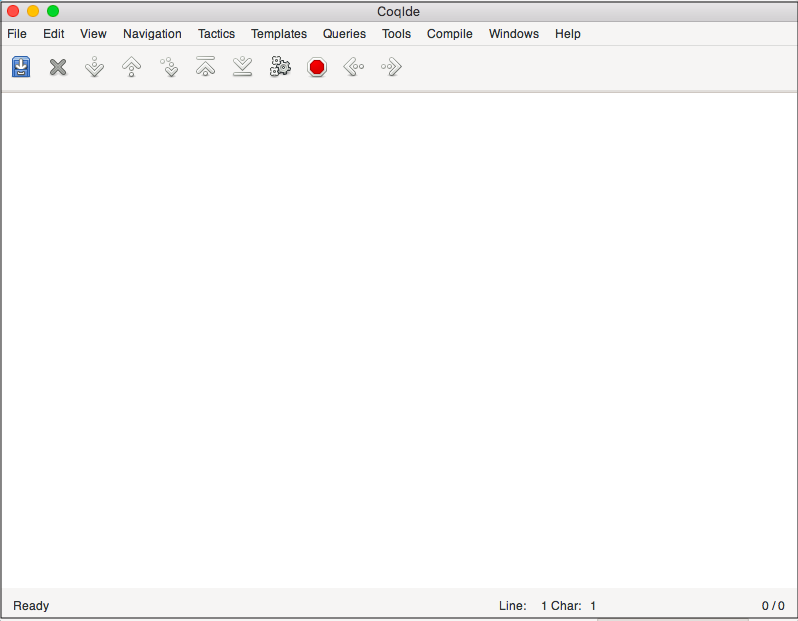 CoqIde
File Edit View Navigation Tactics Templates Queries Tools Compile Windows Help
Ready Line: 1 Char: 1 0 / 0